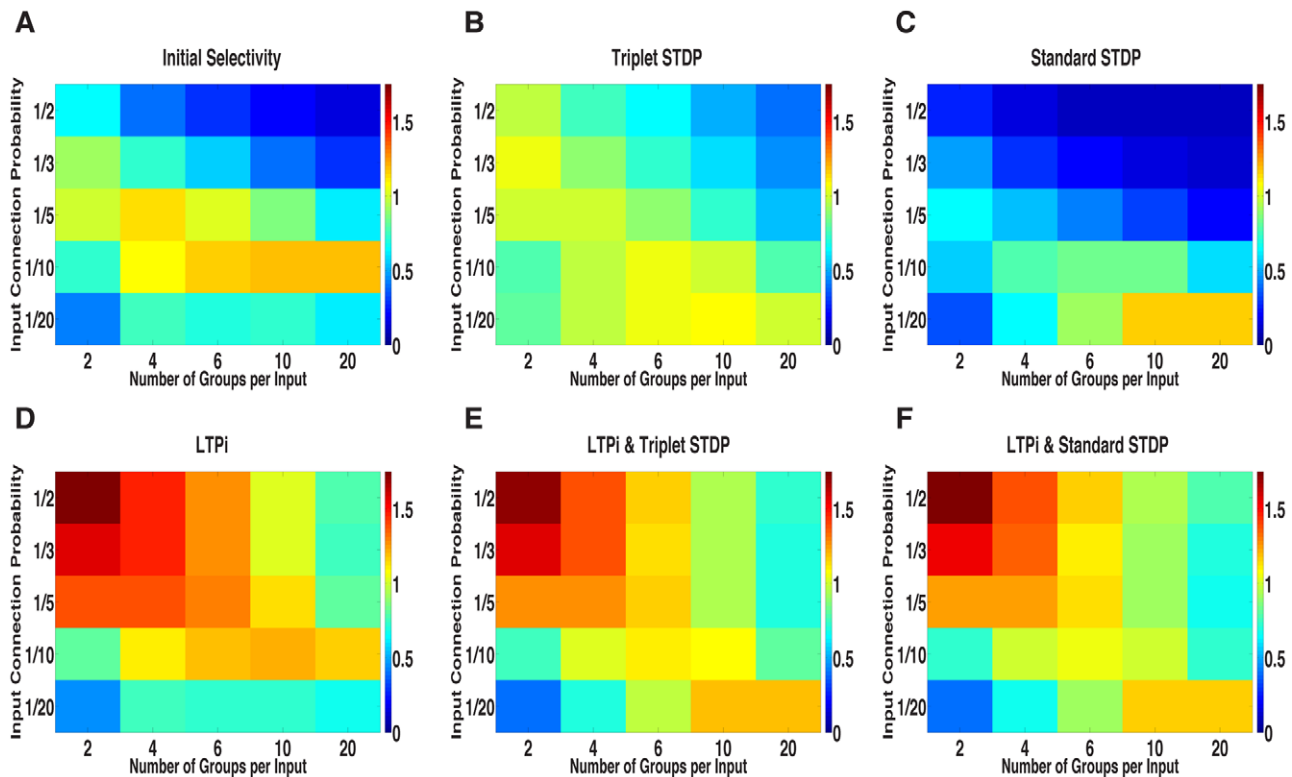 A
Initial Selectivity
Input Connection Probability
1/2
1/3
1/5
1/10
1/20
2 4 6 10 20
Number of Groups per Input
1.5
1
0.5
0
B
Triplet STDP
Input Connection Probability
1/2
1/3
1/5
1/10
1/20
2 4 6 10 20
Number of Groups per Input
1.5
1
0.5
0
C
Standard STDP
Input Connection Probability
1/2
1/3
1/5
1/10
1/20
2 4 6 10 20
Number of Groups per Input
1.5
1
0.5
0
D
LTPi
Input Connection Probability
1/2
1/3
1/5
1/10
1/20
2 4 6 10 20
Number of Groups per Input
1.5
1
0.5
0
E
LTPi & Triplet STDP
Input Connection Probability
1/2
1/3
1/5
1/10
1/20
2 4 6 10 20
Number of Groups per Input
1.5
1
0.5
0
F
LTPi & Standard STDP
Input Connection Probability
1/2
1/3
1/5
1/10
1/20
2 4 6 10 20
Number of Groups per Input
1.5
1
0.5
0